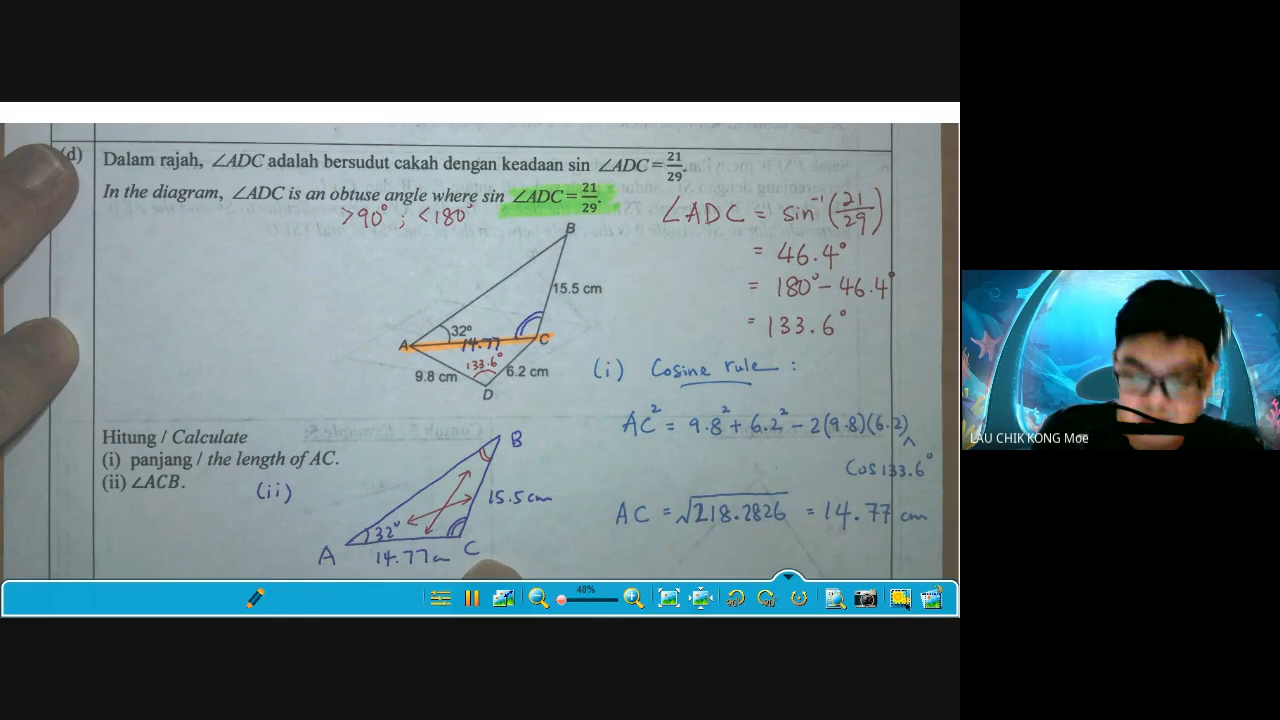 (d) Dalam rajah, ∠ADC adalah bersudut cakah dengan keadaan sin ∠ADC = 21/29.
In the diagram, ∠ADC is an obtuse angle where sin ∠ADC = 21/29.
>90° ; <180°
∠ADC = sin⁻¹(21/29)
= 46.4°
= 180° − 46.4°
= 133.6°
B
15.5 cm
32°
A
14.77
C
133.6°
9.8 cm
6.2 cm
D
(i) Cosine rule :
AC² = 9.8² + 6.2² − 2(9.8)(6.2)
Cos 133.6°
AC = √218.2826 = 14.77 cm
Hitung / Calculate
(i) panjang / the length of AC.
(ii) ∠ACB.
(ii)
B
15.5 cm
32°
A
14.77 cm
C
48%
LAU CHIK KONG Moe